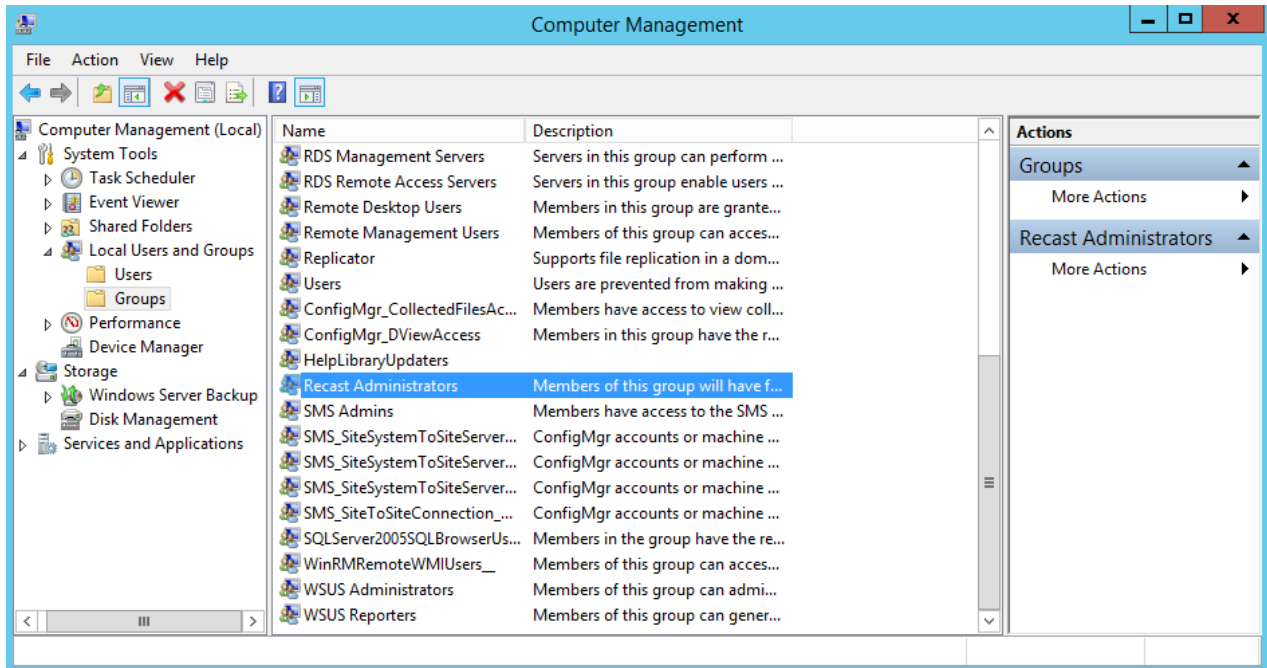 Computer Management
File Action View Help
Computer Management (Local)
System Tools
Task Scheduler
Event Viewer
Shared Folders
Local Users and Groups
Users
Groups
Performance
Device Manager
Storage
Windows Server Backup
Disk Management
Services and Applications
Name Description
RDS Management Servers Servers in this group can perform ...
RDS Remote Access Servers Servers in this group enable users ...
Remote Desktop Users Members in this group are grante...
Remote Management Users Members of this group can acces...
Replicator Supports file replication in a dom...
Users Users are prevented from making ...
ConfigMgr_CollectedFilesAc... Members have access to view coll...
ConfigMgr_DViewAccess Members in this group have the r...
HelpLibraryUpdaters
Recast Administrators Members of this group will have f...
SMS Admins Members have access to the SMS ...
SMS_SiteSystemToSiteServer... ConfigMgr accounts or machine ...
SMS_SiteSystemToSiteServer... ConfigMgr accounts or machine ...
SMS_SiteSystemToSiteServer... ConfigMgr accounts or machine ...
SMS_SiteToSiteConnection_... ConfigMgr accounts or machine ...
SQLServer2005SQLBrowserUs... Members in the group have the re...
WinRMRemoteWMIUsers__ Members of this group can acces...
WSUS Administrators Members of this group can admi...
WSUS Reporters Members of this group can gener...
Actions
Groups
More Actions
Recast Administrators
More Actions